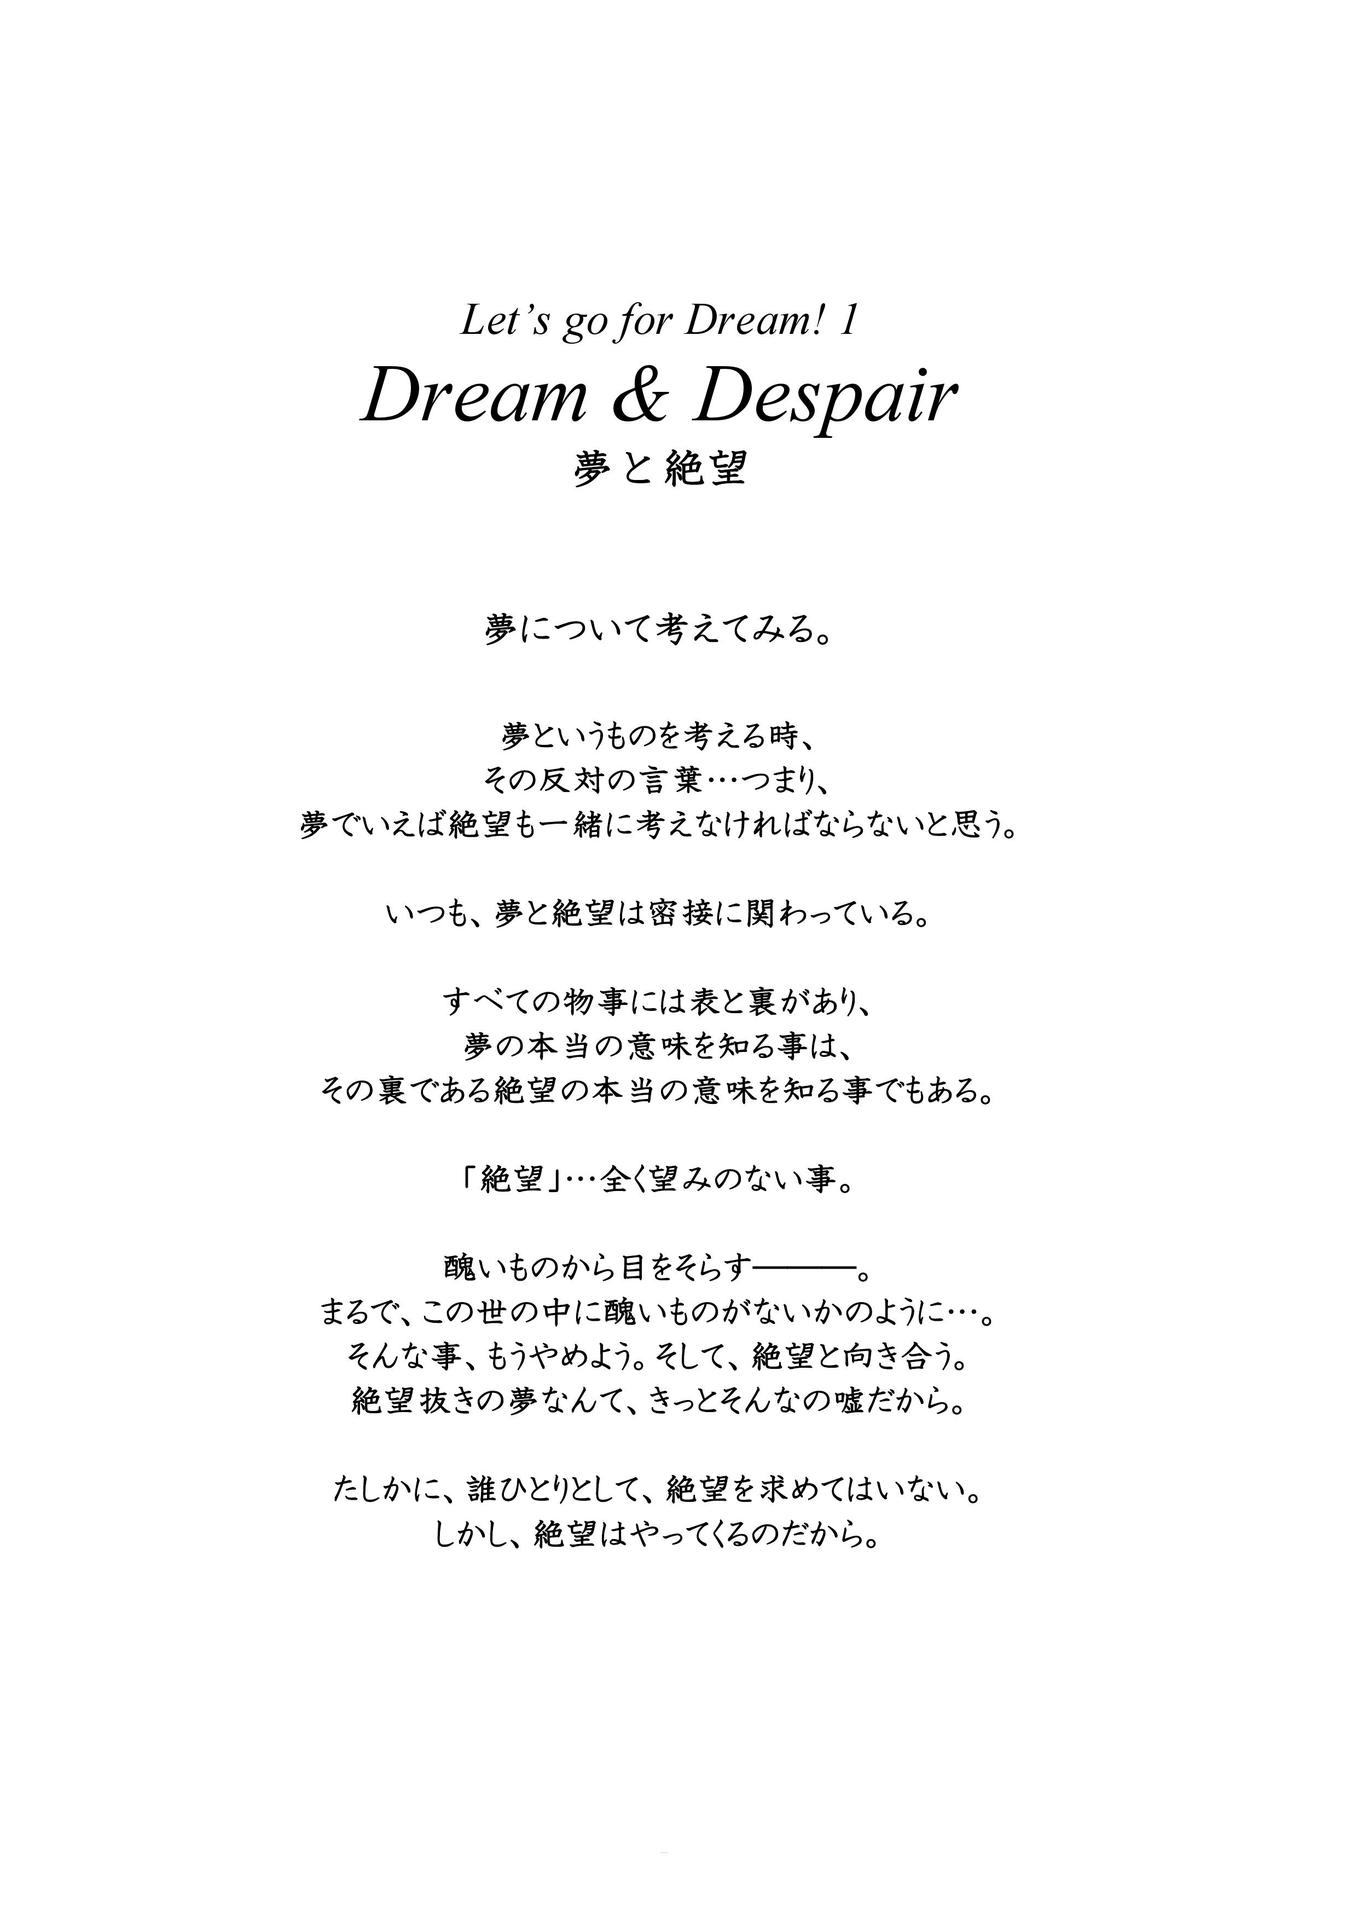 Let's go for Dream! 1
Dream & Despair
夢と絶望
夢について考えてみる。
夢というものを考える時、
その反対の言葉…つまり、
夢でいえば絶望も一緒に考えなければならないと思う。
いつも、夢と絶望は密接に関わっている。
すべての物事には表と裏があり、
夢の本当の意味を知る事は、
その裏である絶望の本当の意味を知る事でもある。
「絶望」…全く望みのない事。
醜いものから目をそらす―――。
まるで、この世の中に醜いものがないかのように…。
そんな事、もうやめよう。そして、絶望と向き合う。
絶望抜きの夢なんて、きっとそんなの嘘だから。
たしかに、誰ひとりとして、絶望を求めてはいない。
しかし、絶望はやってくるのだから。